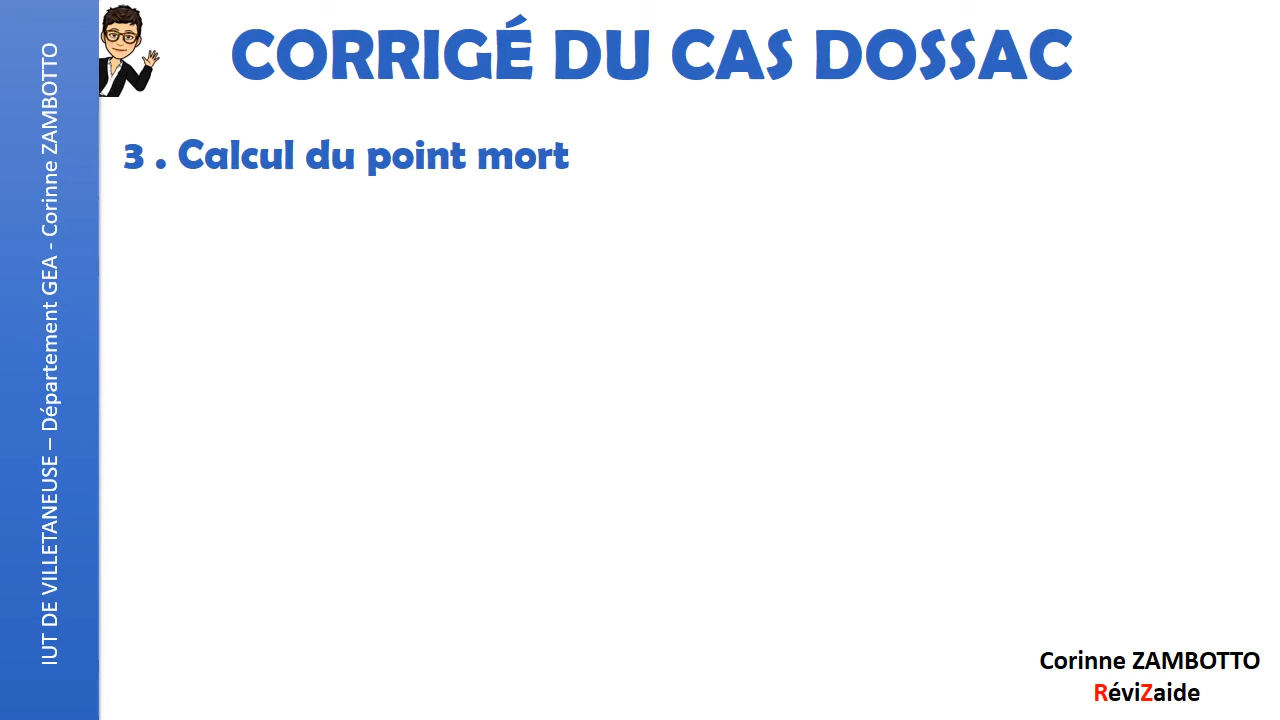 CORRIGÉ DU CAS DOSSAC
3 . Calcul du point mort
IUT DE VILLETANEUSE – Département GEA - Corinne ZAMBOTTO
Corinne ZAMBOTTO
RéviZaide